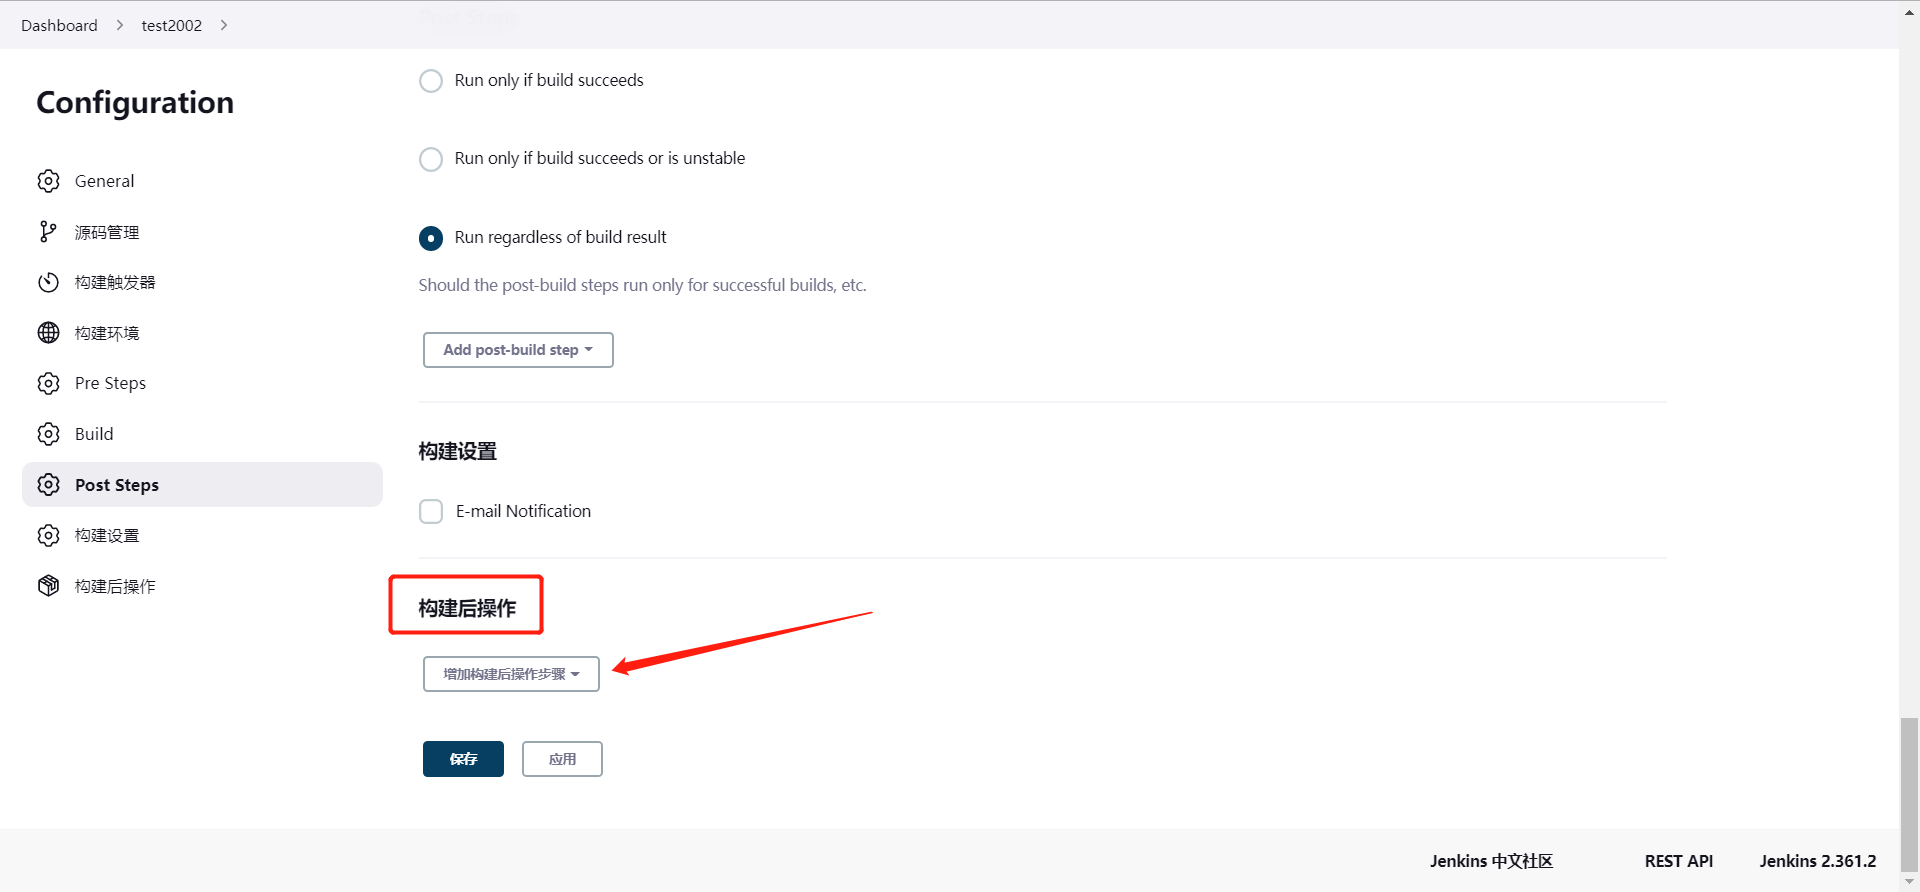 Dashboard
test2002
Configuration
General
源码管理
构建触发器
构建环境
Pre Steps
Build
Post Steps
构建设置
构建后操作
Post Steps
Run only if build succeeds
Run only if build succeeds or is unstable
Run regardless of build result
Should the post-build steps run only for successful builds, etc.
Add post-build step
构建设置
E-mail Notification
构建后操作
增加构建后操作步骤
保存
应用
Jenkins 中文社区
REST API
Jenkins 2.361.2